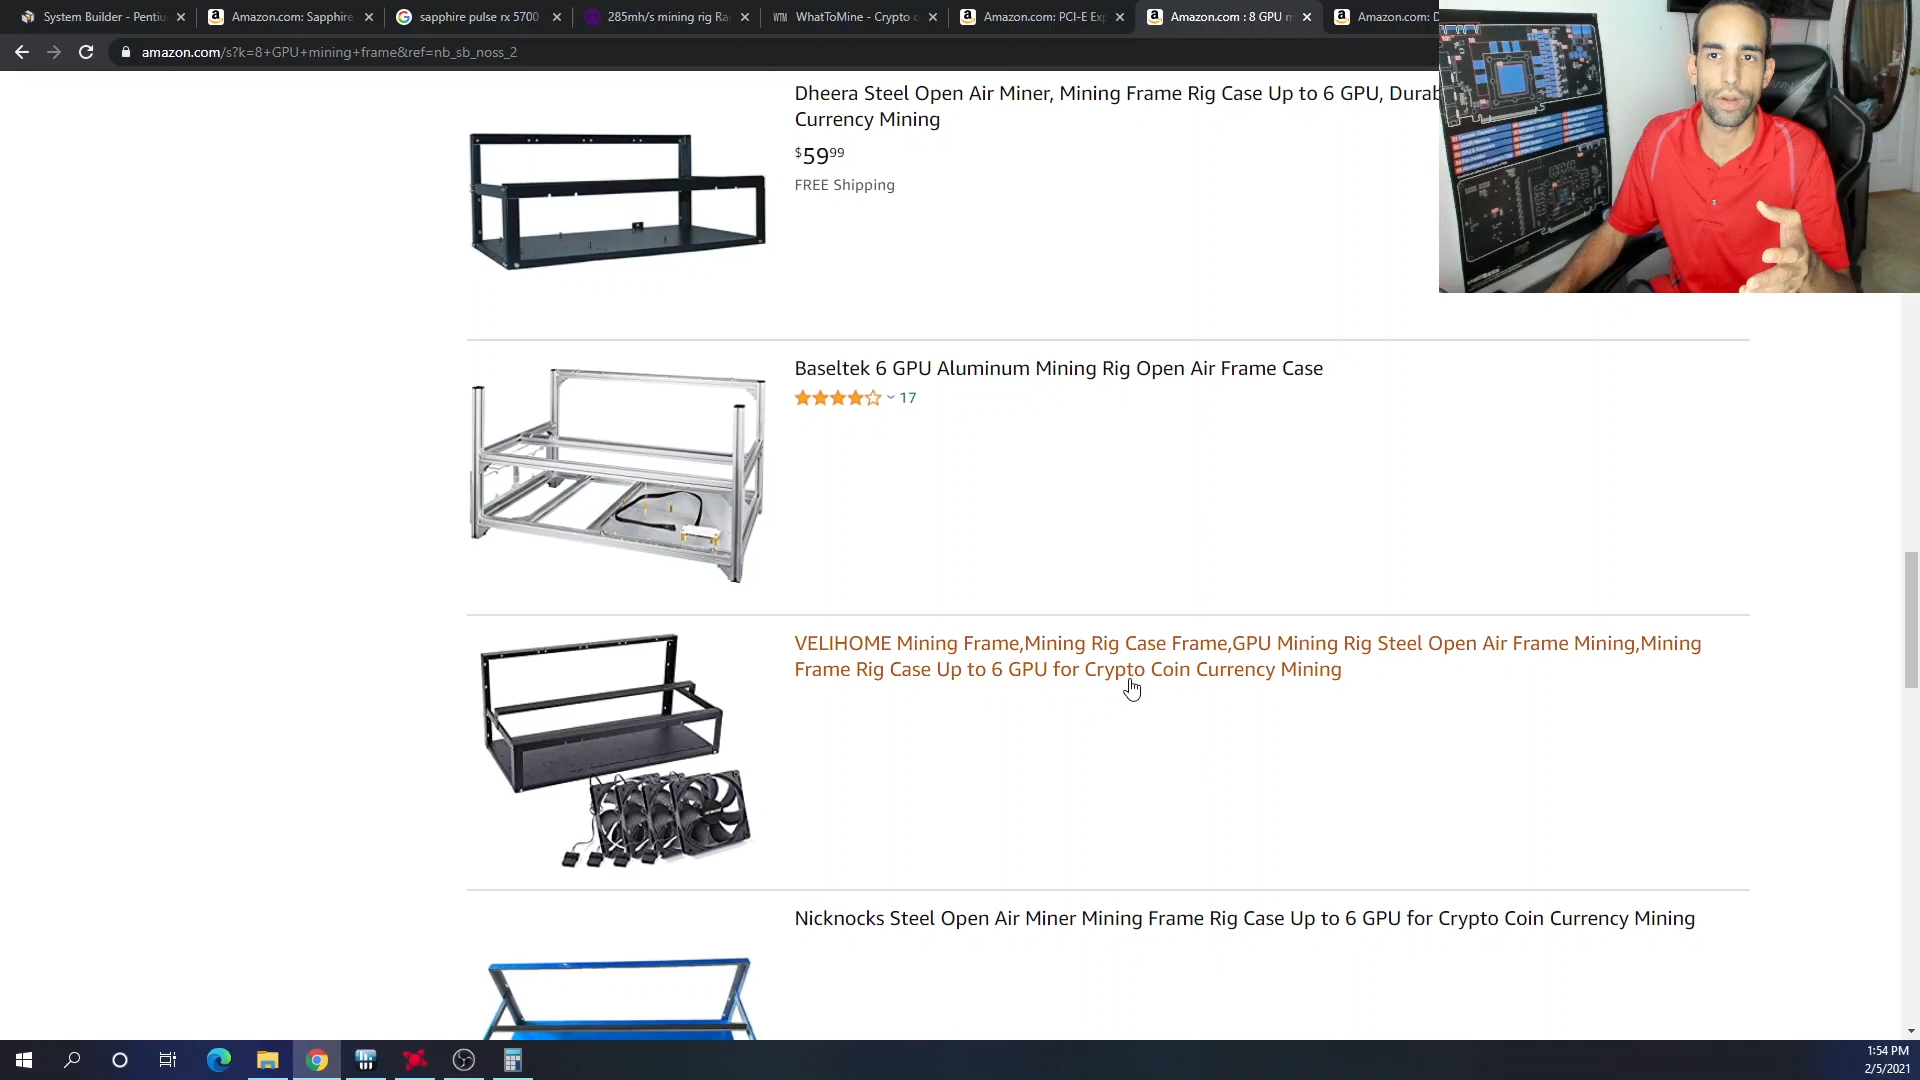 System Builder - Pentiu
Amazon.com: Sapphire
sapphire pulse rx 5700
285mh/s mining rig Ra
WhatToMine - Crypto c
Amazon.com: PCI-E Exp
Amazon.com : 8 GPU m
Amazon.com: D
amazon.com/s?k=8+GPU+mining+frame&ref=nb_sb_noss_2
Dheera Steel Open Air Miner, Mining Frame Rig Case Up to 6 GPU, Durab
Currency Mining
$5999
FREE Shipping
Baseltek 6 GPU Aluminum Mining Rig Open Air Frame Case
17
VELIHOME Mining Frame,Mining Rig Case Frame,GPU Mining Rig Steel Open Air Frame Mining,Mining
Frame Rig Case Up to 6 GPU for Crypto Coin Currency Mining
Nicknocks Steel Open Air Miner Mining Frame Rig Case Up to 6 GPU for Crypto Coin Currency Mining
1:54 PM
2/5/2021